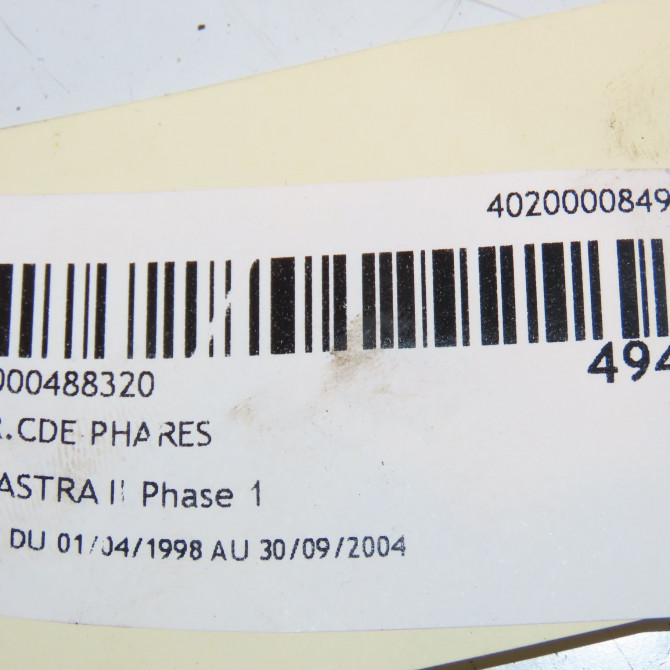 4020000849
000488320
494
.CDE PHARES
ASTRA II Phase 1
DU 01/04/1998 AU 30/09/2004